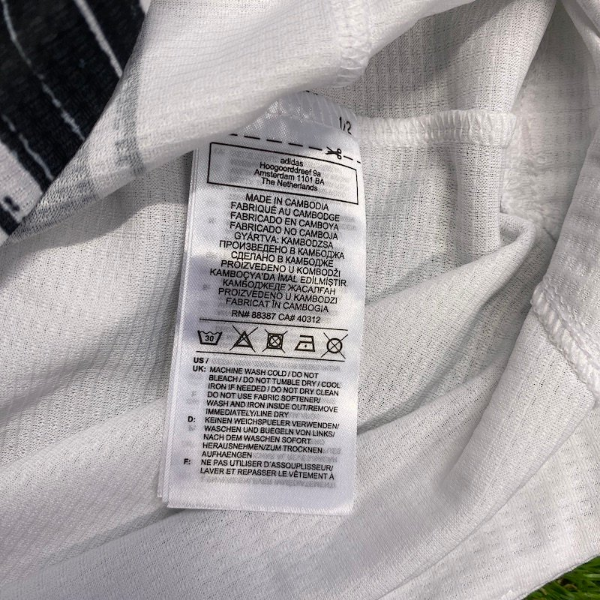 1/2
adidas
Hoogoorddreef 9a
Amsterdam 1101 BA
The Netherlands
MADE IN CAMBODIA
FABRIQUÉ AU CAMBODGE
FABRICADO EN CAMBOYA
FABRICADO NO CAMBOJA
GYÁRTVA: KAMBODZSA
ПРОИЗВЕДЕНО В КАМБОДЖЕ
СДЕЛАНО В КАМБОДЖЕ
PROIZVEDENO U KOMBODŽI
KAMBOÇYA'DA İMAL EDİLMİŞTİR
КАМБОДЖЕДЕ ЖАСАЛҒАН
PROIZVEDENO U KAMBODZI
FABRICAT ÎN CAMBOGIA
RN# 88387 CA# 40312
30
US /
UK: MACHINE WASH COLD / DO NOT
BLEACH / DO NOT TUMBLE DRY / COOL
IRON IF NEEDED / DO NOT DRY CLEAN
F: DO NOT USE FABRIC SOFTENER/
WASH AND IRON INSIDE OUT/REMOVE
IMMEDIATELY/LINE DRY
D: KEINEN WEICHSPUELER VERWENDEN/
WASCHEN UND BUEGELN VON LINKS/
NACH DEM WASCHEN SOFORT
HERAUSNEHMEN/ZUM TROCKNEN
AUFHAENGEN
F: NE PAS UTILISER D'ASSOUPLISSEUR/
LAVER ET REPASSER LE VÊTEMENT À